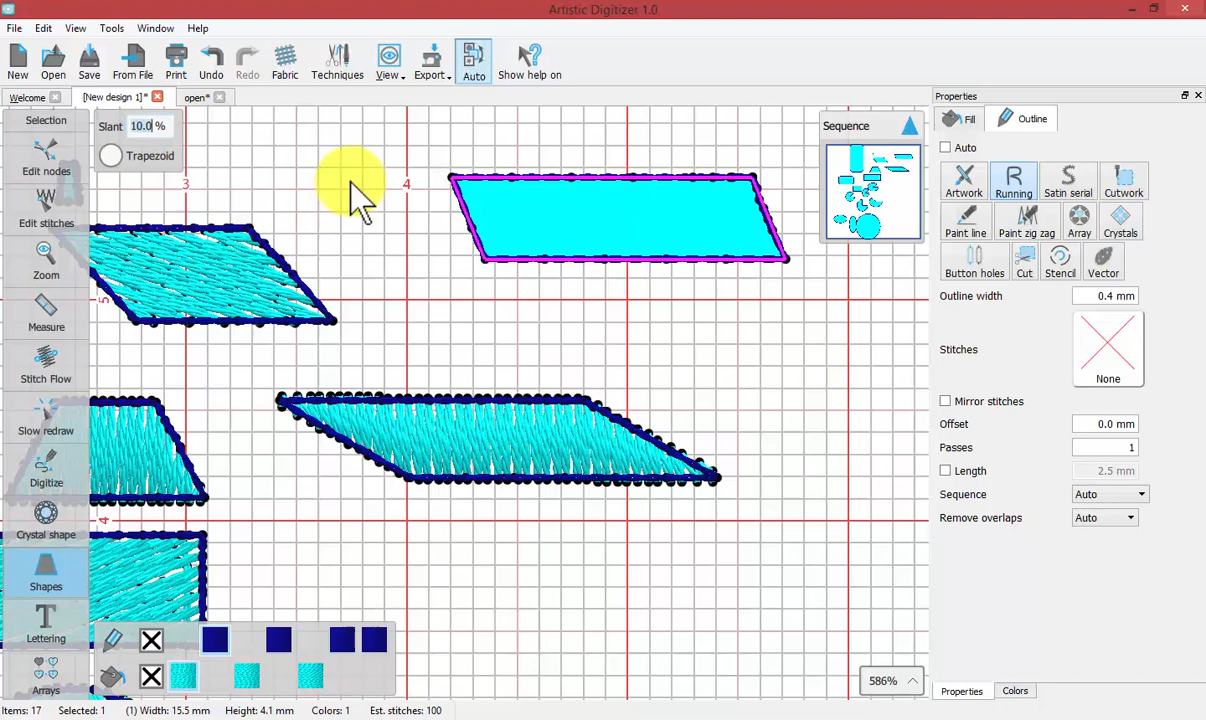 Artistic Digitizer 1.0
File Edit View Tools Window Help
New Open Save From File Print Undo Redo Fabric Techniques View Export Auto Show help on
Welcome [New design 1]* open*
Properties
Selection
Slant 10.0 %
Trapezoid
Edit nodes
Edit stitches
Zoom
Measure
Stitch Flow
Slow redraw
Digitize
Crystal shape
Shapes
Lettering
Arrays
3 4
5
4
Sequence
586%
Fill Outline
Auto
Artwork Running Satin serial Cutwork
Paint line Paint zig zag Array Crystals
Button holes Cut Stencil Vector
Outline width 0.4 mm
Stitches None
Mirror stitches
Offset 0.0 mm
Passes 1
Length 2.5 mm
Sequence Auto
Remove overlaps Auto
Properties Colors
Items: 17 Selected: 1 (1) Width: 15.5 mm Height: 4.1 mm Colors: 1 Est. stitches: 100